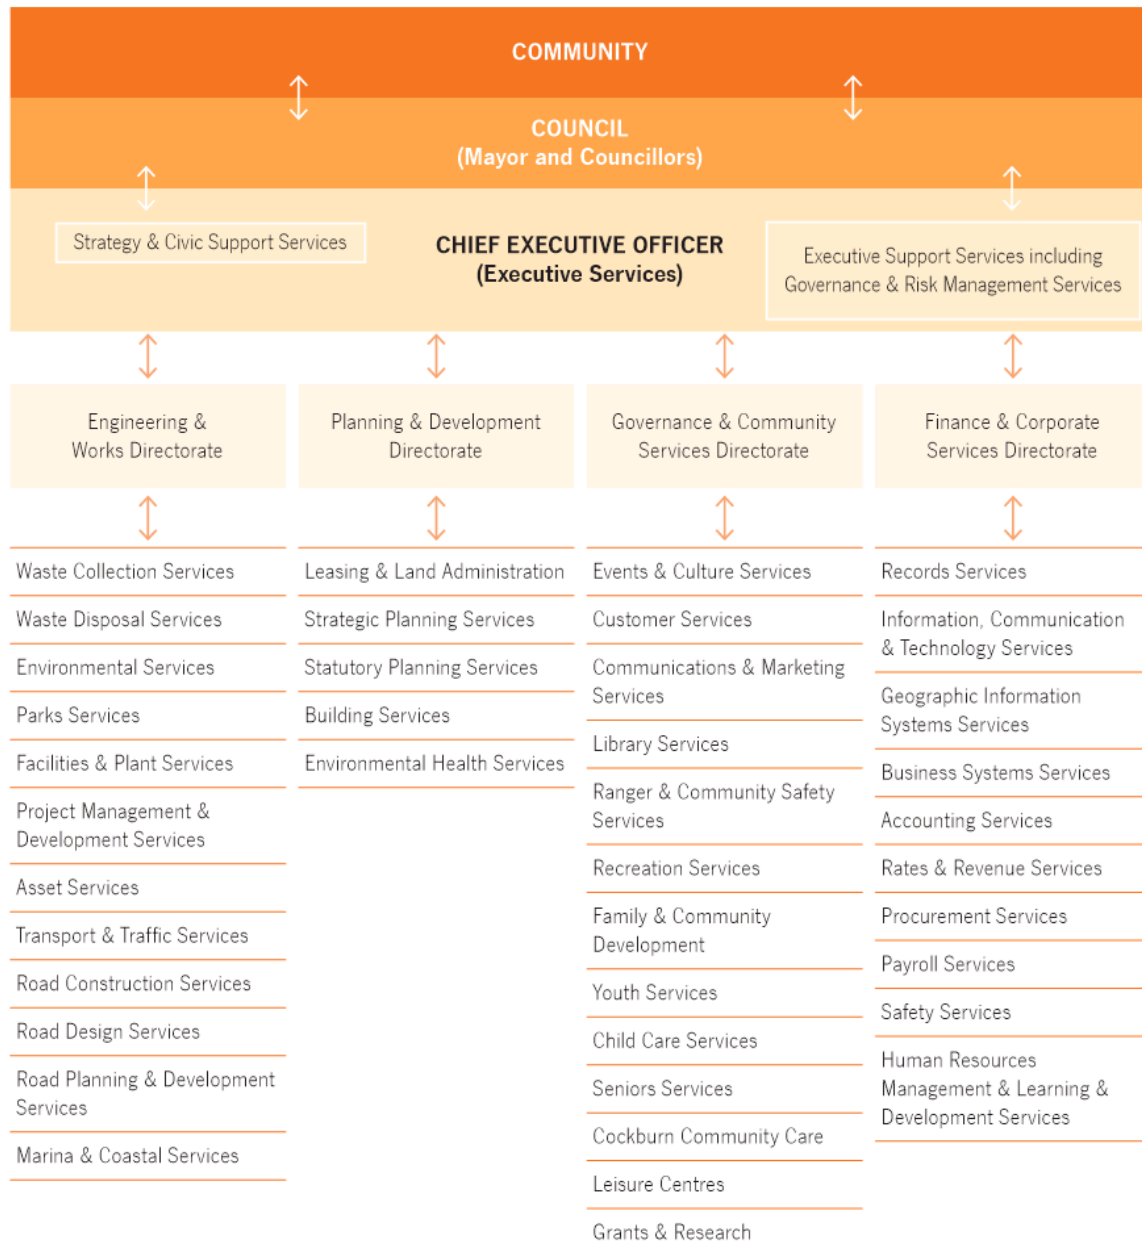 COMMUNITY
COUNCIL
(Mayor and Councillors)
Strategy & Civic Support Services
CHIEF EXECUTIVE OFFICER
(Executive Services)
Executive Support Services including
Governance & Risk Management Services
Engineering &
Works Directorate
Planning & Development
Directorate
Governance & Community
Services Directorate
Finance & Corporate
Services Directorate
Waste Collection Services
Waste Disposal Services
Environmental Services
Parks Services
Facilities & Plant Services
Project Management &
Development Services
Asset Services
Transport & Traffic Services
Road Construction Services
Road Design Services
Road Planning & Development
Services
Marina & Coastal Services
Leasing & Land Administration
Strategic Planning Services
Statutory Planning Services
Building Services
Environmental Health Services
Events & Culture Services
Customer Services
Communications & Marketing
Services
Library Services
Ranger & Community Safety
Services
Recreation Services
Family & Community
Development
Youth Services
Child Care Services
Seniors Services
Cockburn Community Care
Leisure Centres
Grants & Research
Records Services
Information, Communication
& Technology Services
Geographic Information
Systems Services
Business Systems Services
Accounting Services
Rates & Revenue Services
Procurement Services
Payroll Services
Safety Services
Human Resources
Management & Learning &
Development Services